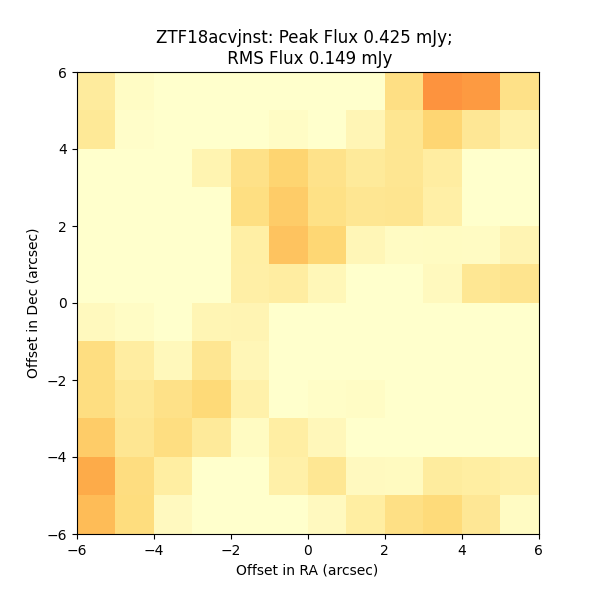 ZTF18acvjnst: Peak Flux 0.425 mJy;
RMS Flux 0.149 mJy
6
4
2
0
−2
−4
−6
Offset in Dec (arcsec)
−6 −4 −2 0 2 4 6
Offset in RA (arcsec)